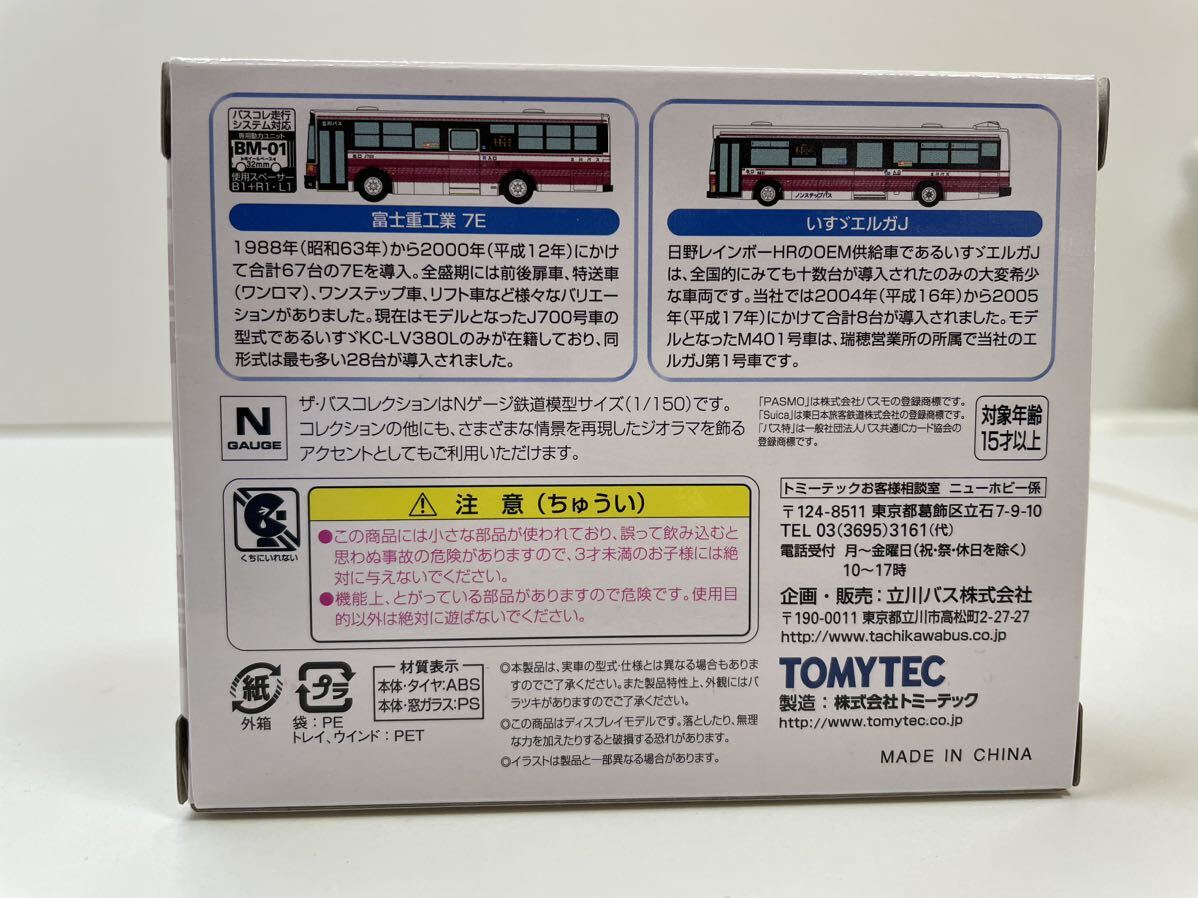 バスコレ走行
システム対応
専用動力ユニット
BM-01
ホイールベース
32mm
使用スペーサー
B1+R1・L1
富士重工業 7E
1988年(昭和63年)から2000年(平成12年)にかけ
て合計67台の7Eを導入。全盛期には前後扉車、特送車
(ワンロマ)、ワンステップ車、リフト車など様々なバリエー
ションがありました。現在はモデルとなったJ700号車の
型式であるいすゞKC-LV380Lのみが在籍しており、同
形式は最も多い28台が導入されました。
ノンステップバス
いすゞエルガJ
日野レインボーHRのOEM供給車であるいすゞエルガJ
は、全国的にみても十数台が導入されたのみの大変希少
な車両です。当社では2004年(平成16年)から2005
年(平成17年)にかけて合計8台が導入されました。モデ
ルとなったM401号車は、瑞穂営業所の所属で当社のエ
ルガJ第1号車です。
N
GAUGE
ザ・バスコレクションはNゲージ鉄道模型サイズ(1/150)です。
コレクションの他にも、さまざまな情景を再現したジオラマを飾る
アクセントとしてもご利用いただけます。
「PASMO」は株式会社パスモの登録商標です。
「Suica」は東日本旅客鉄道株式会社の登録商標です。
「バス特」は一般社団法人バス共通ICカード協会の
登録商標です。
対象年齢
15才以上
くちにいれない
注 意(ちゅうい)
●この商品には小さな部品が使われており、誤って飲み込むと
思わぬ事故の危険がありますので、3才未満のお子様には絶
対に与えないでください。
●機能上、とがっている部品がありますので危険です。使用目
的以外は絶対に遊ばないでください。
トミーテックお客様相談室 ニューホビー係
〒124-8511 東京都葛飾区立石7-9-10
TEL 03(3695)3161(代)
電話受付 月〜金曜日(祝・祭・休日を除く)
10〜17時
企画・販売:立川バス株式会社
〒190-0011 東京都立川市高松町2-27-27
http://www.tachikawabus.co.jp
TOMYTEC
製造:株式会社トミーテック
http://www.tomytec.co.jp
MADE IN CHINA
紙
外箱
プラ
袋:PE
トレイ、ウインド:PET
材質表示
本体・タイヤ:ABS
本体・窓ガラス:PS
◎本製品は、実車の型式・仕様とは異なる場合もありま
すのでご了承ください。また製品特性上、外観にはバ
ラツキがありますのでご了承ください。
◎この商品はディスプレイモデルです。落としたり、無理
な力を加えたりすると破損する恐れがあります。
◎イラストは製品と一部異なる場合があります。